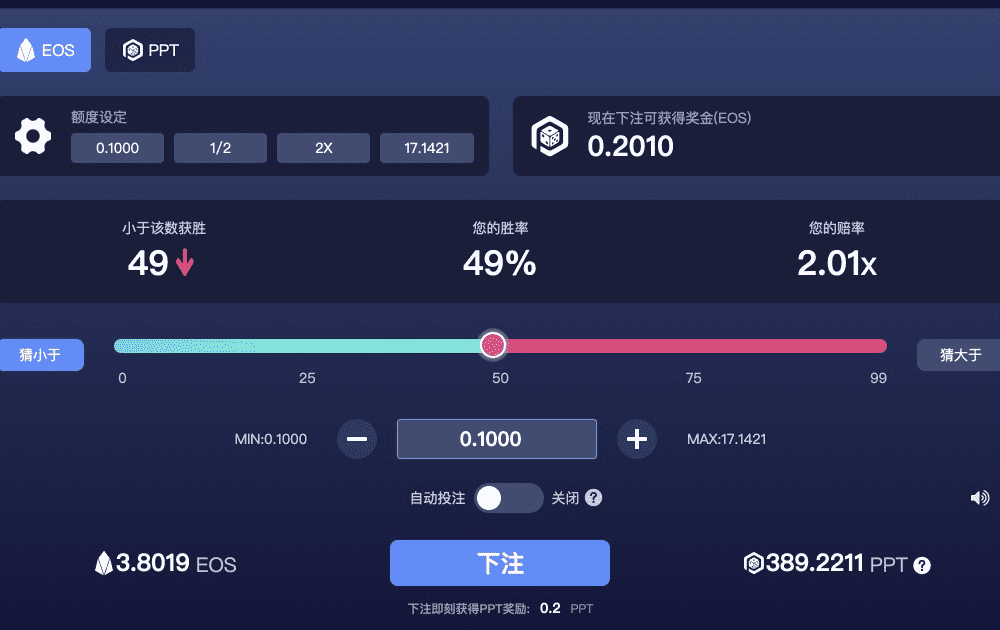 EOS PPT
额度设定
0.1000 1/2 2X 17.1421
现在下注可获得奖金(EOS)
0.2010
小于该数获胜 您的胜率 您的赔率
49 49% 2.01x
猜小于 猜大于
0 25 50 75 99
MIN:0.1000 0.1000 MAX:17.1421
自动投注 关闭 ?
3.8019 EOS 下注 389.2211 PPT ?
下注即刻获得PPT奖励: 0.2 PPT